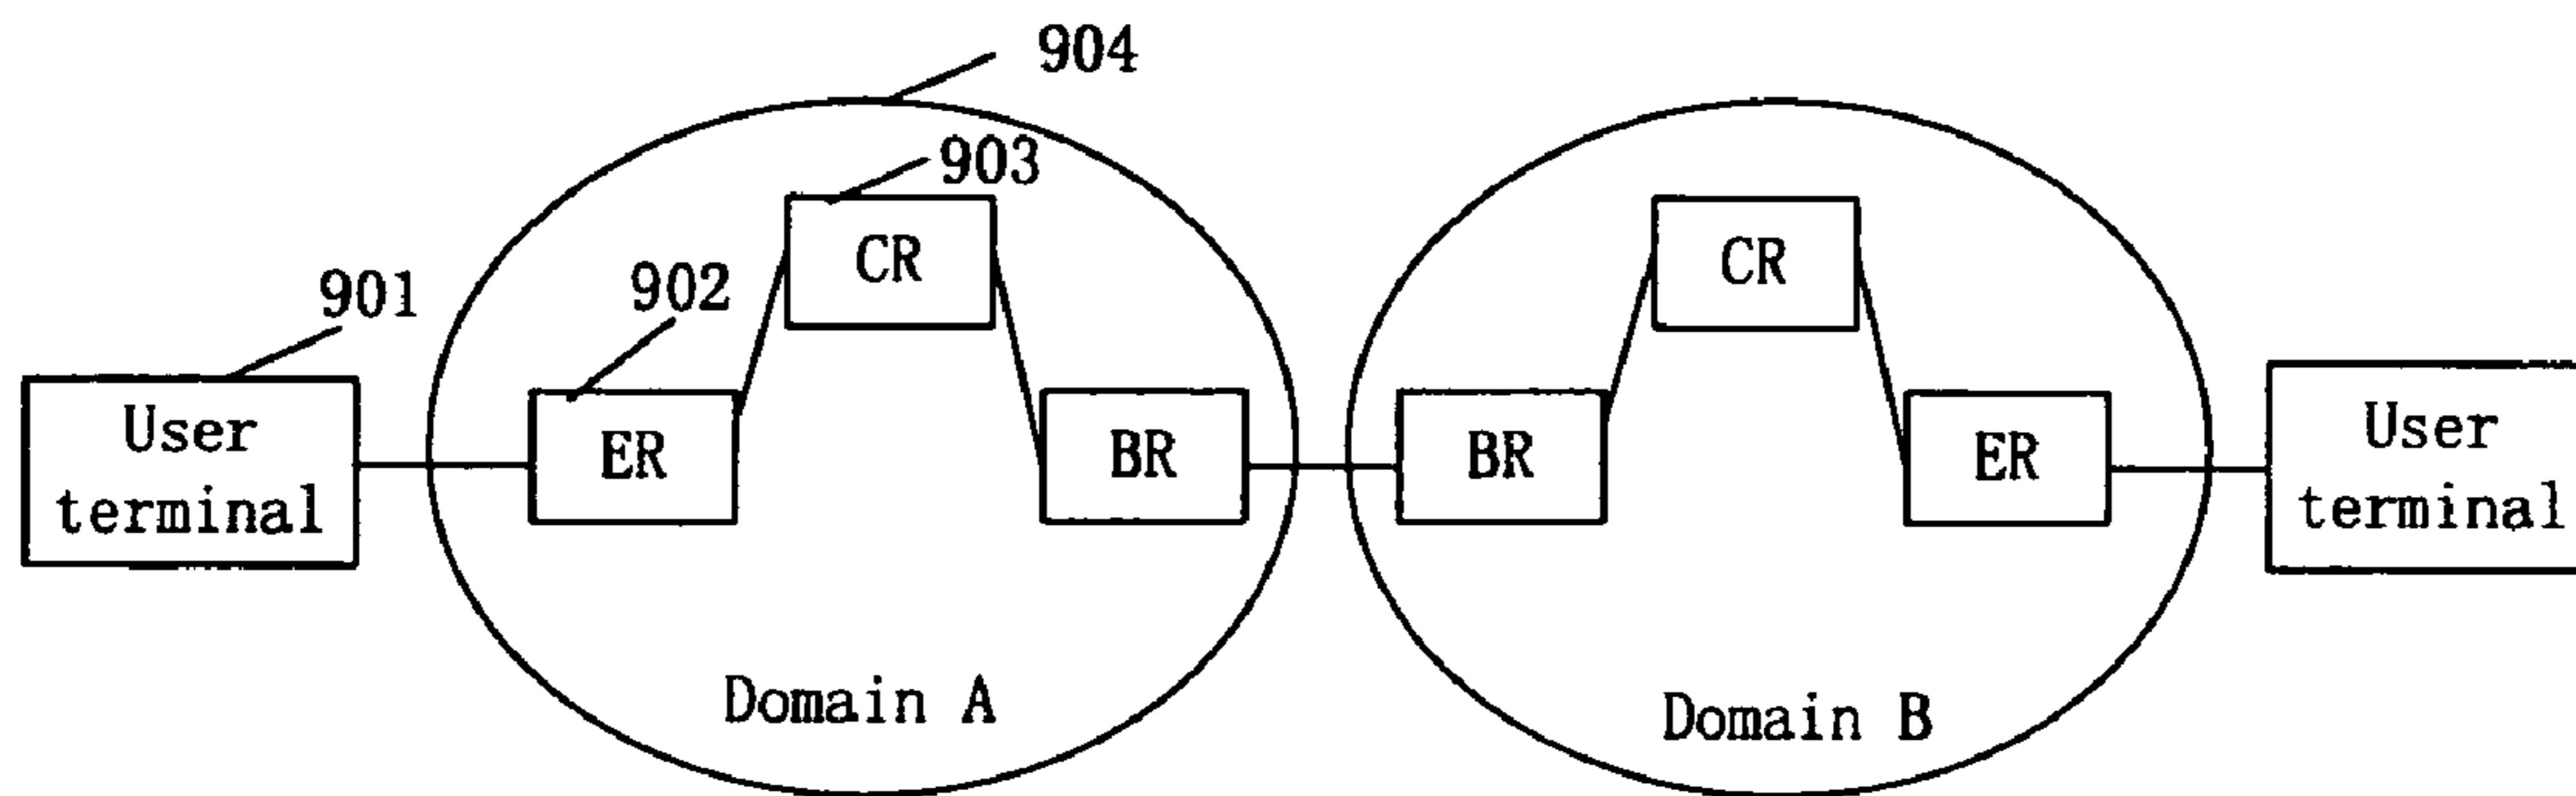 904
903
901
902
CR
CR
User
terminal
ER
BR
BR
ER
User
terminal
Domain A
Domain B